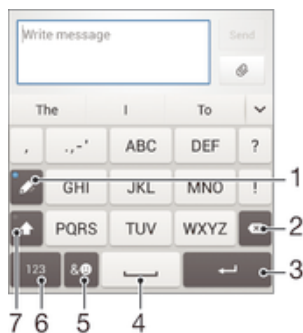 Write message
Send
The I To
, .,-' ABC DEF ?
GHI JKL MNO ! 1
PQRS TUV WXYZ 2
123 & 3
7 6 5 4